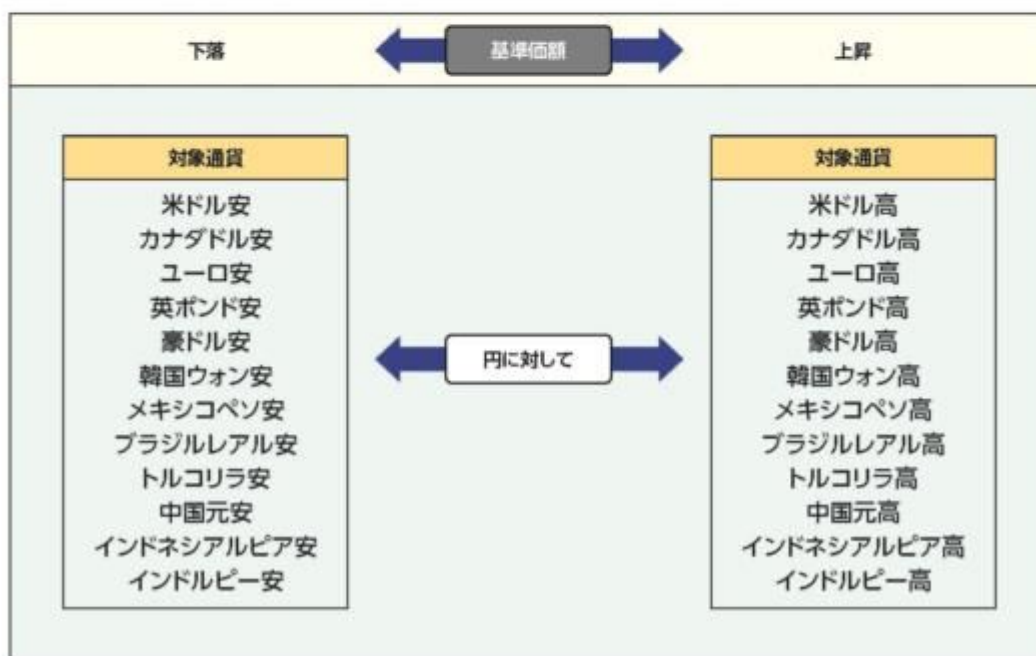 下落
基準価額
上昇
対象通貨
米ドル安
カナダドル安
ユーロ安
英ポンド安
豪ドル安
韓国ウォン安
メキシコペソ安
ブラジルレアル安
トルコリラ安
中国元安
インドネシアルピア安
インドルピー安
円に対して
対象通貨
米ドル高
カナダドル高
ユーロ高
英ポンド高
豪ドル高
韓国ウォン高
メキシコペソ高
ブラジルレアル高
トルコリラ高
中国元高
インドネシアルピア高
インドルピー高